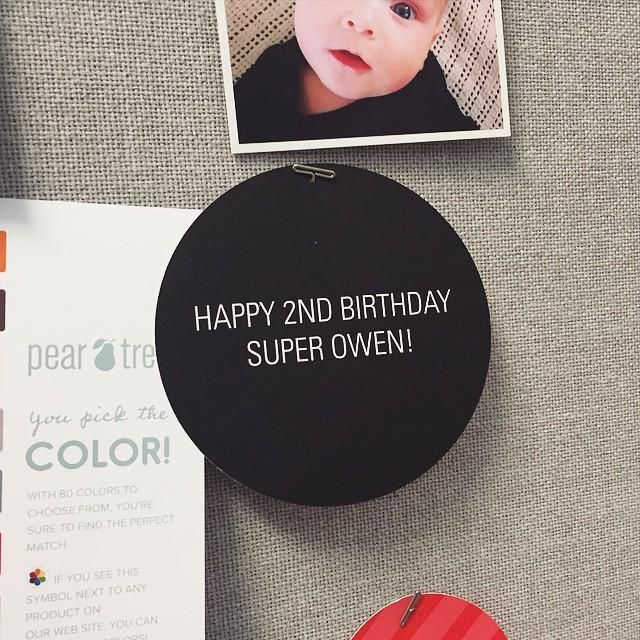 HAPPY 2ND BIRTHDAY
SUPER OWEN!
pear tre
you pick the
COLOR!
WITH 80 COLORS TO
CHOOSE FROM, YOU'RE
SURE TO FIND THE PERFECT
MATCH.
IF YOU SEE THIS
SYMBOL NEXT TO ANY
PRODUCT ON
OUR WEB SITE, YOU CAN
COLORS!